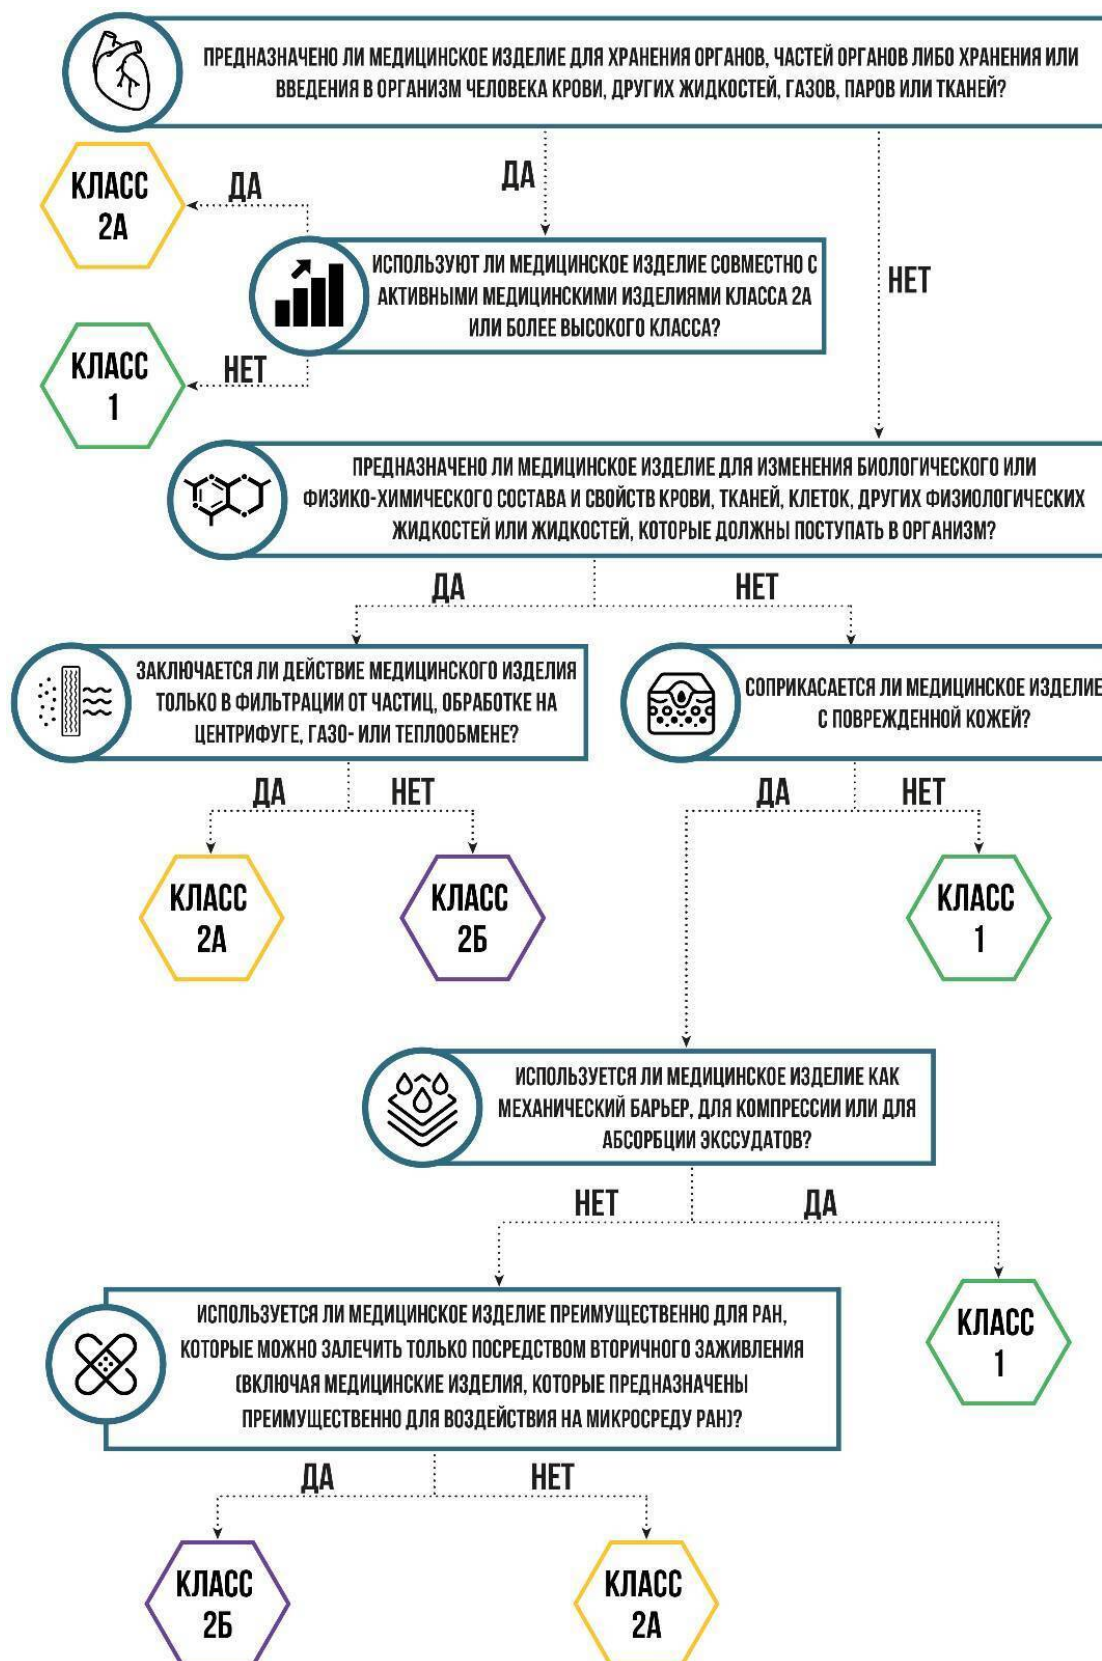 ПРЕДНАЗНАЧЕНО ЛИ МЕДИЦИНСКОЕ ИЗДЕЛИЕ ДЛЯ ХРАНЕНИЯ ОРГАНОВ, ЧАСТЕЙ ОРГАНОВ ЛИБО ХРАНЕНИЯ ИЛИ
ВВЕДЕНИЯ В ОРГАНИЗМ ЧЕЛОВЕКА КРОВИ, ДРУГИХ ЖИДКОСТЕЙ, ГАЗОВ, ПАРОВ ИЛИ ТКАНЕЙ?
ДА
НЕТ
ИСПОЛЬЗУЮТ ЛИ МЕДИЦИНСКОЕ ИЗДЕЛИЕ СОВМЕСТНО С
АКТИВНЫМИ МЕДИЦИНСКИМИ ИЗДЕЛИЯМИ КЛАССА 2А
ИЛИ БОЛЕЕ ВЫСОКОГО КЛАССА?
ДА
КЛАСС
2А
НЕТ
КЛАСС
1
ПРЕДНАЗНАЧЕНО ЛИ МЕДИЦИНСКОЕ ИЗДЕЛИЕ ДЛЯ ИЗМЕНЕНИЯ БИОЛОГИЧЕСКОГО ИЛИ
ФИЗИКО-ХИМИЧЕСКОГО СОСТАВА И СВОЙСТВ КРОВИ, ТКАНЕЙ, КЛЕТОК, ДРУГИХ ФИЗИОЛОГИЧЕСКИХ
ЖИДКОСТЕЙ ИЛИ ЖИДКОСТЕЙ, КОТОРЫЕ ДОЛЖНЫ ПОСТУПАТЬ В ОРГАНИЗМ?
ДА
НЕТ
ЗАКЛЮЧАЕТСЯ ЛИ ДЕЙСТВИЕ МЕДИЦИНСКОГО ИЗДЕЛИЯ
ТОЛЬКО В ФИЛЬТРАЦИИ ОТ ЧАСТИЦ, ОБРАБОТКЕ НА
ЦЕНТРИФУГЕ, ГАЗО- ИЛИ ТЕПЛООБМЕНЕ?
СОПРИКАСАЕТСЯ ЛИ МЕДИЦИНСКОЕ ИЗДЕЛИЕ
С ПОВРЕЖДЕННОЙ КОЖЕЙ?
ДА
НЕТ
ДА
НЕТ
КЛАСС
2А
КЛАСС
2Б
КЛАСС
1
ИСПОЛЬЗУЕТСЯ ЛИ МЕДИЦИНСКОЕ ИЗДЕЛИЕ КАК
МЕХАНИЧЕСКИЙ БАРЬЕР, ДЛЯ КОМПРЕССИИ ИЛИ ДЛЯ
АБСОРБЦИИ ЭКССУДАТОВ?
НЕТ
ДА
КЛАСС
1
ИСПОЛЬЗУЕТСЯ ЛИ МЕДИЦИНСКОЕ ИЗДЕЛИЕ ПРЕИМУЩЕСТВЕННО ДЛЯ РАН,
КОТОРЫЕ МОЖНО ЗАЛЕЧИТЬ ТОЛЬКО ПОСРЕДСТВОМ ВТОРИЧНОГО ЗАЖИВЛЕНИЯ
(ВКЛЮЧАЯ МЕДИЦИНСКИЕ ИЗДЕЛИЯ, КОТОРЫЕ ПРЕДНАЗНАЧЕНЫ
ПРЕИМУЩЕСТВЕННО ДЛЯ ВОЗДЕЙСТВИЯ НА МИКРОСРЕДУ РАН)?
ДА
НЕТ
КЛАСС
2Б
КЛАСС
2А